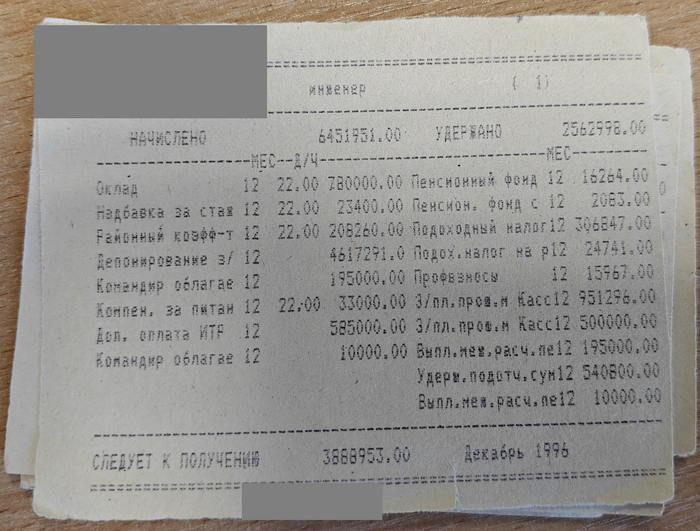 инженер ( 1)
НАЧИСЛЕНО 6451951.00 УДЕРЖАНО 2562998.00
МЕС--Д/Ч МЕС
Оклад 12 22.00 780000.00 Пенсионный фонд 12 16264.00
Надбавка за стаж 12 22.00 23400.00 Пенсион. фонд с 12 2083.00
Районный коэфф-т 12 22.00 208260.00 Подоходный налог12 306847.00
Депонирование з/ 12 4617291.0 Подох.налог на р12 24741.00
Командир облагае 12 195000.00 Профвзносы 12 15967.00
Компен. за питан 12 22.00 33000.00 З/пл.прош.м Касс12 951296.00
Доп. оплата ИТР 12 585000.00 З/пл.прош.м Касс12 500000.00
Командир облагае 12 10000.00 Выпл.меж.расч.пе12 195000.00
Удерж.подотч.сум12 540800.00
Выпл.меж.расч.пе12 10000.00
СЛЕДУЕТ К ПОЛУЧЕНИЮ 3888953.00 Декабрь 1996